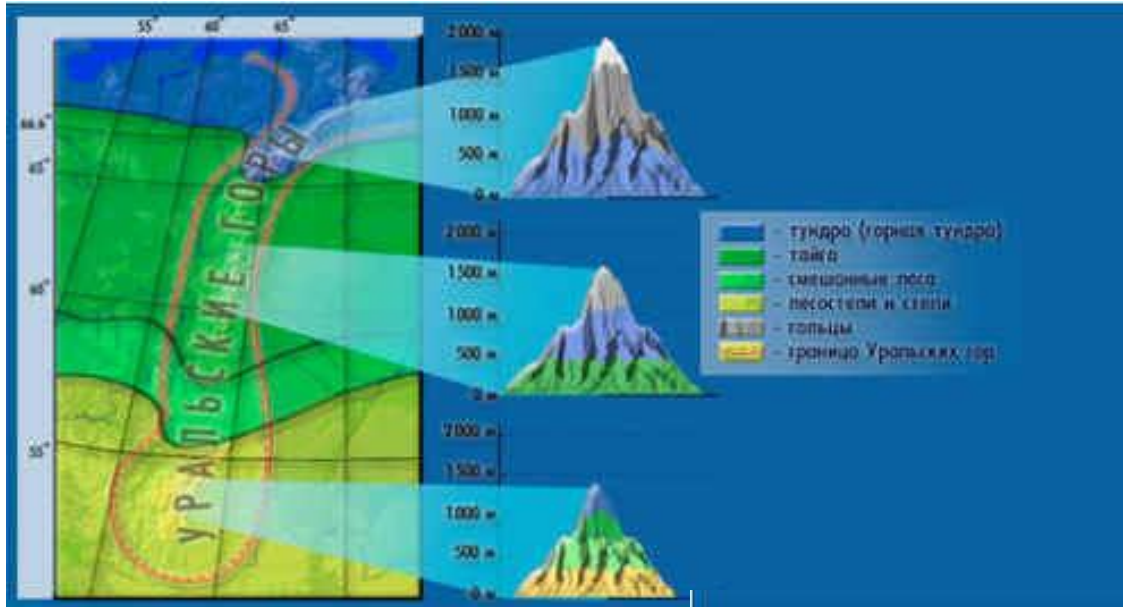 55° 60° 65°
66.6°
65°
60°
55°
УРАЛЬСКИЕ ГОРЫ
2000 м
1500 м
1000 м
500 м
0 м
2000 м
1500 м
1000 м
500 м
0 м
2000 м
1500 м
1000 м
500 м
0 м
- тундра (горная тундра)
- тайга
- смешанные леса
- лесостепи и степи
- гольцы
- граница Уральских гор